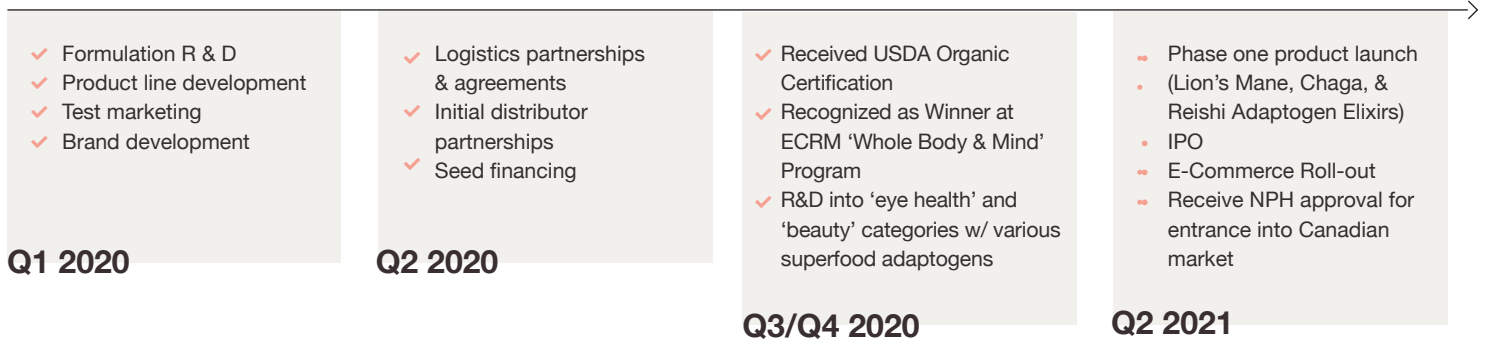 Formulation R & D
Product line development
Test marketing
Brand development
Q1 2020
Logistics partnerships
& agreements
Initial distributor
partnerships
Seed financing
Q2 2020
Received USDA Organic
Certification
Recognized as Winner at
ECRM ‘Whole Body & Mind’
Program
R&D into ‘eye health’ and
‘beauty’ categories w/ various
superfood adaptogens
Q3/Q4 2020
Phase one product launch
(Lion’s Mane, Chaga, &
Reishi Adaptogen Elixirs)
IPO
E-Commerce Roll-out
Receive NPH approval for
entrance into Canadian
market
Q2 2021